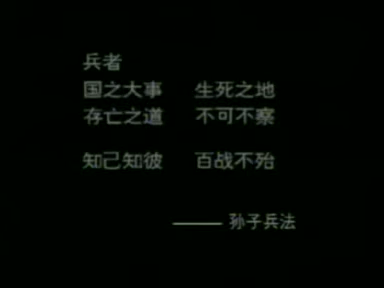 兵者
国之大事 生死之地
存亡之道 不可不察
知己知彼 百战不殆
—— 孙子兵法